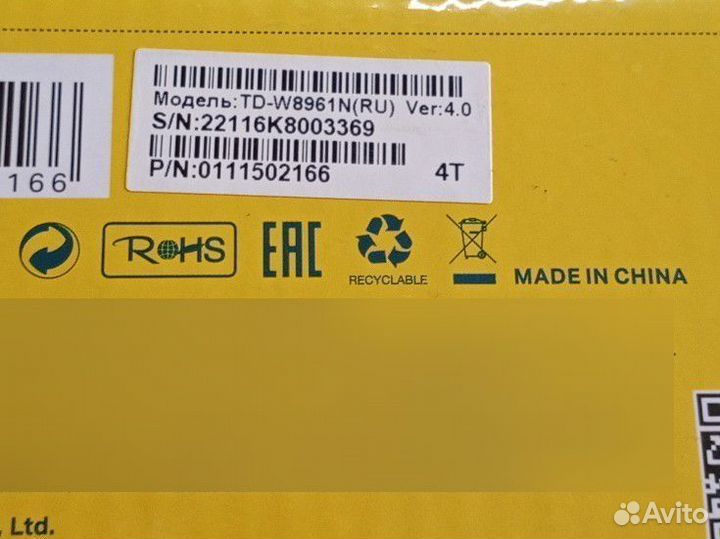 Модель:TD-W8961N(RU) Ver:4.0
S/N:22116K8003369
P/N:0111502166 4T
166
RoHS
EAC
RECYCLABLE
MADE IN CHINA
, Ltd.
Avito